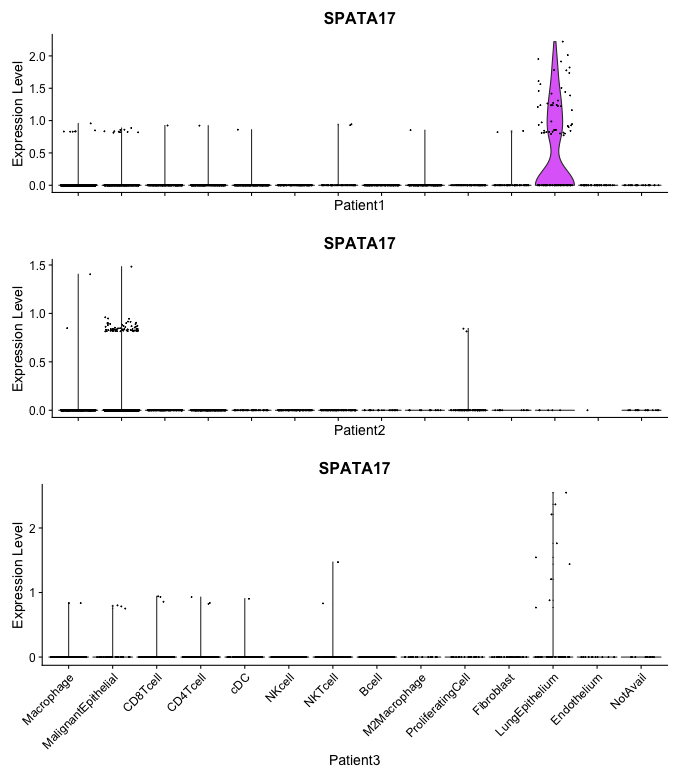 SPATA17
Expression Level
2.0
1.5
1.0
0.5
0.0
Patient1
SPATA17
Expression Level
1.5
1.0
0.5
0.0
Patient2
SPATA17
Expression Level
2
1
0
Macrophage
MalignantEpithelial
CD8Tcell
CD4Tcell
cDC
NKcell
NKTcell
Bcell
M2Macrophage
ProliferatingCell
Fibroblast
LungEpithelium
Endothelium
NotAvail
Patient3